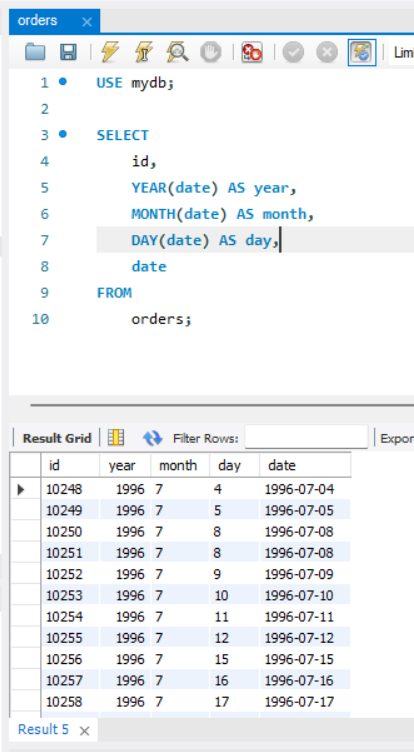 orders ×
Lim
1 USE mydb;
2
3 SELECT
4 id,
5 YEAR(date) AS year,
6 MONTH(date) AS month,
7 DAY(date) AS day,
8 date
9 FROM
10 orders;
Result Grid Filter Rows: Expor
id year month day date
10248 1996 7 4 1996-07-04
10249 1996 7 5 1996-07-05
10250 1996 7 8 1996-07-08
10251 1996 7 8 1996-07-08
10252 1996 7 9 1996-07-09
10253 1996 7 10 1996-07-10
10254 1996 7 11 1996-07-11
10255 1996 7 12 1996-07-12
10256 1996 7 15 1996-07-15
10257 1996 7 16 1996-07-16
10258 1996 7 17 1996-07-17
Result 5 ×